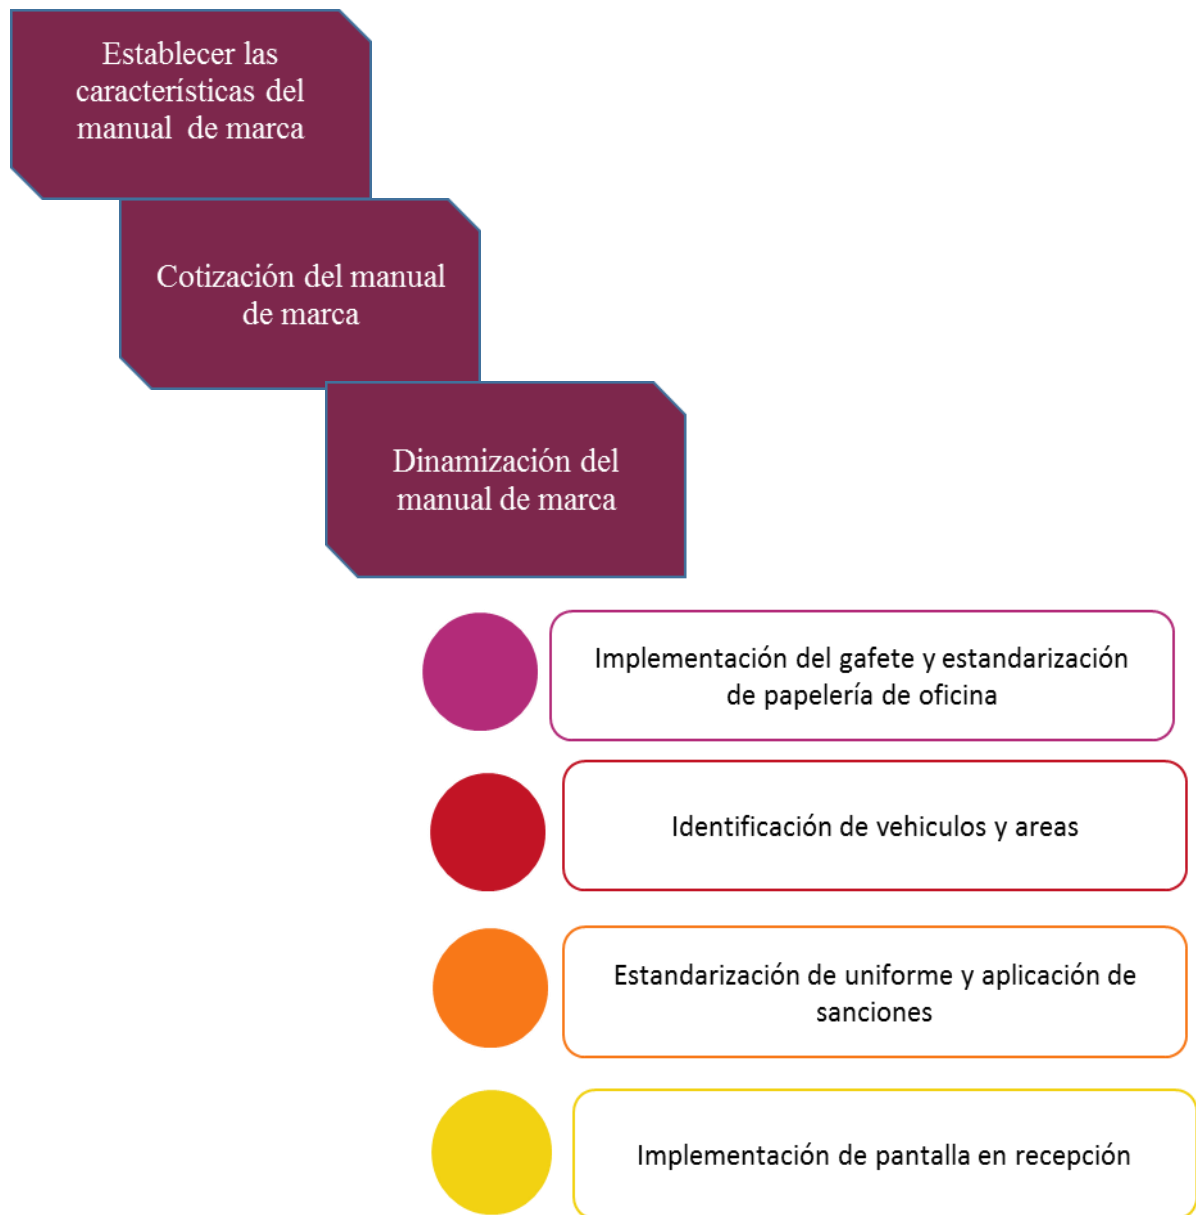 Establecer las
características del
manual de marca
Cotización del manual
de marca
Dinamización del
manual de marca
Implementación del gafete y estandarización
de papelería de oficina
Identificación de vehiculos y areas
Estandarización de uniforme y aplicación de
sanciones
Implementación de pantalla en recepción